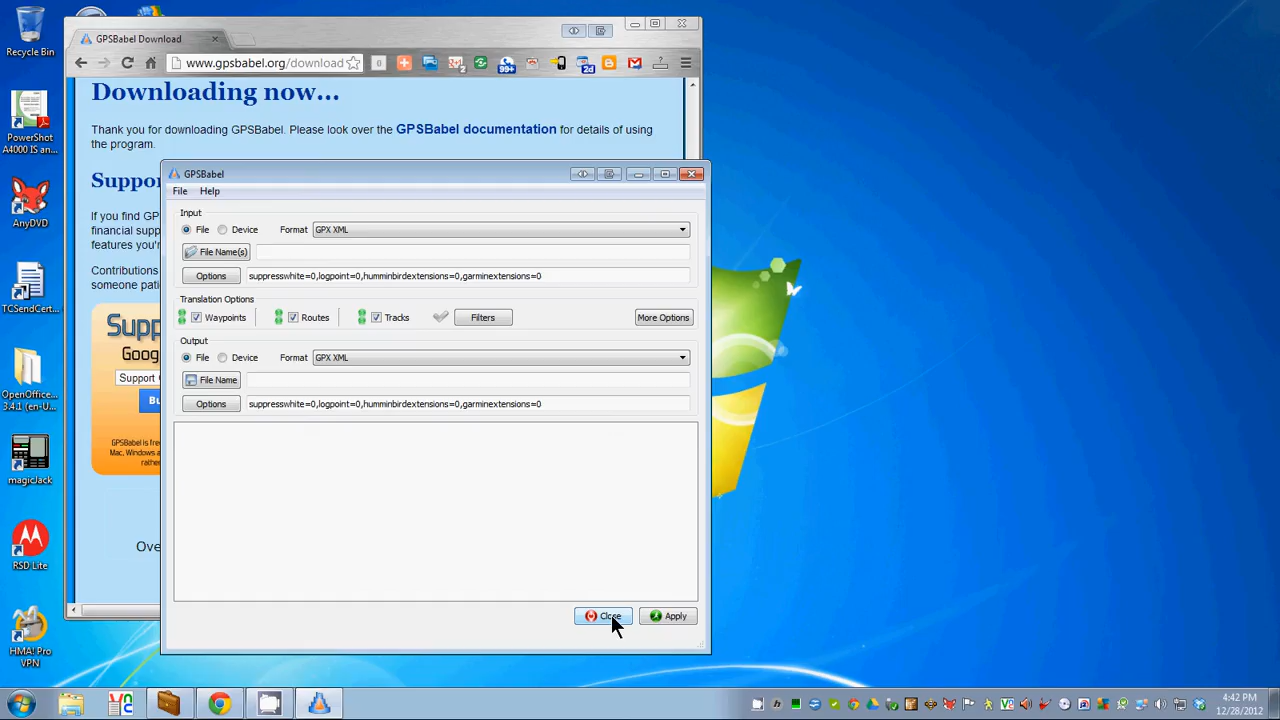 Recycle Bin
PowerShot
A4000 IS an...
AnyDVD
TCSendCert...
OpenOffice...
3.4.1 (en-U...
magicJack
RSD Lite
HMA! Pro
VPN
GPSBabel Download
www.gpsbabel.org/download
0
2
99+
2d
Downloading now...
Thank you for downloading GPSBabel. Please look over the GPSBabel documentation for details of using
the program.
Suppor
If you find GP
financial supp
features you'r
Contributions
someone pati
Supp
Goog
Support G
Bu
GPSBabel is fre
Mac, Windows a
rathe
Ove
GPSBabel
File Help
Input
File Device Format GPX XML
File Name(s)
Options suppresswhite=0,logpoint=0,humminbirdextensions=0,garminextensions=0
Translation Options
Waypoints Routes Tracks Filters More Options
Output
File Device Format GPX XML
File Name
Options suppresswhite=0,logpoint=0,humminbirdextensions=0,garminextensions=0
Close Apply
4:42 PM
12/28/2012